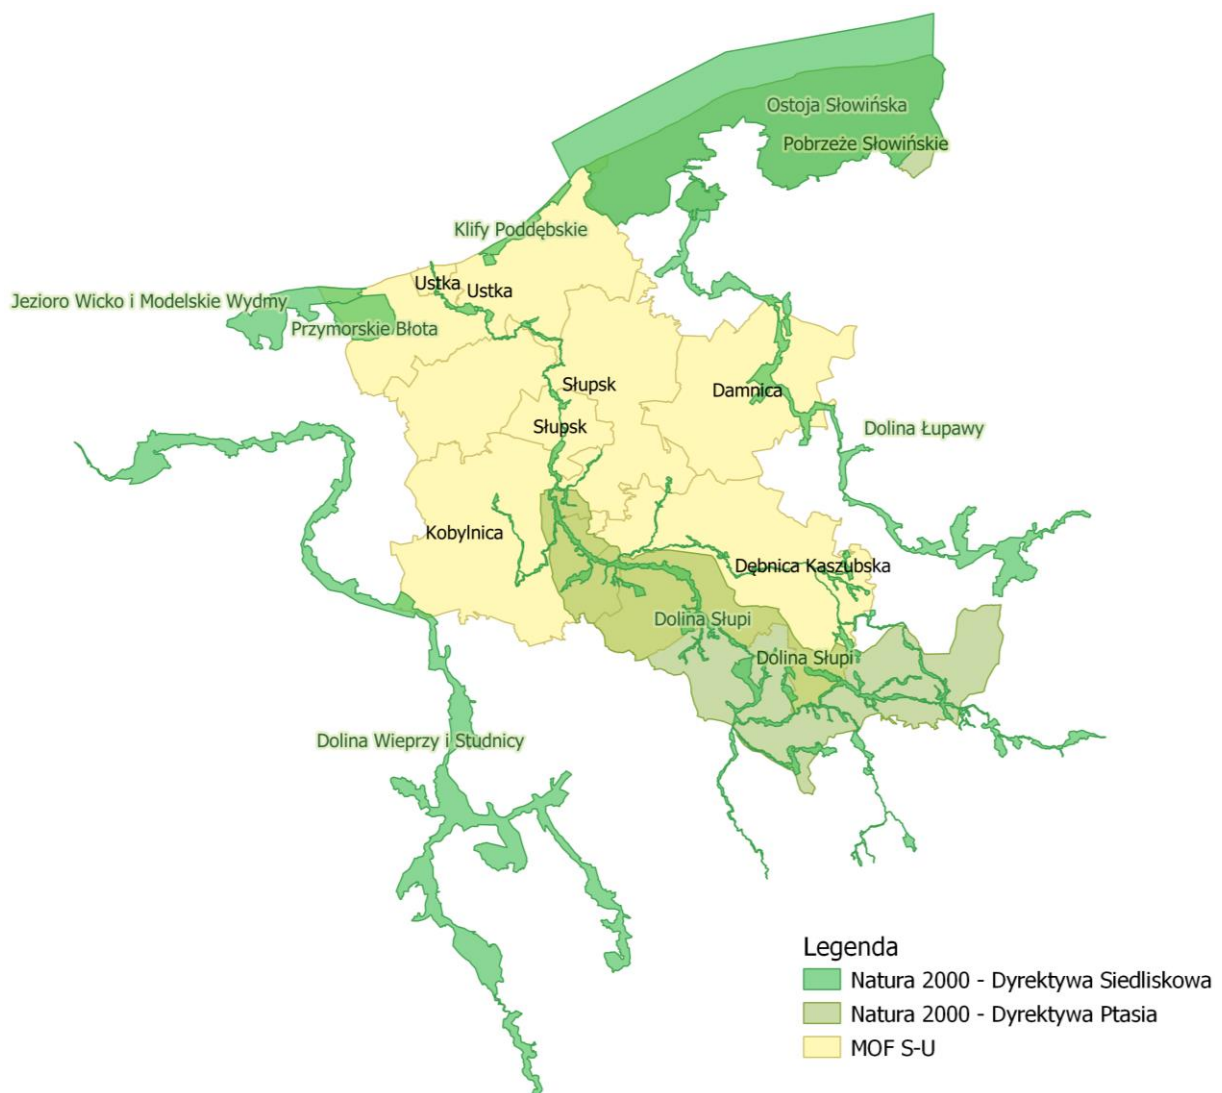 Ostoja Słowińska
Pobrzeże Słowińskie
Klify Poddębskie
Ustka
Ustka
Jezioro Wicko i Modelskie Wydmy
Przymorskie Błota
Słupsk
Damnica
Słupsk
Dolina Łupawy
Kobylnica
Dębnica Kaszubska
Dolina Słupi
Dolina Słupi
Dolina Wieprzy i Studnicy
Legenda
Natura 2000 - Dyrektywa Siedliskowa
Natura 2000 - Dyrektywa Ptasia
MOF S-U